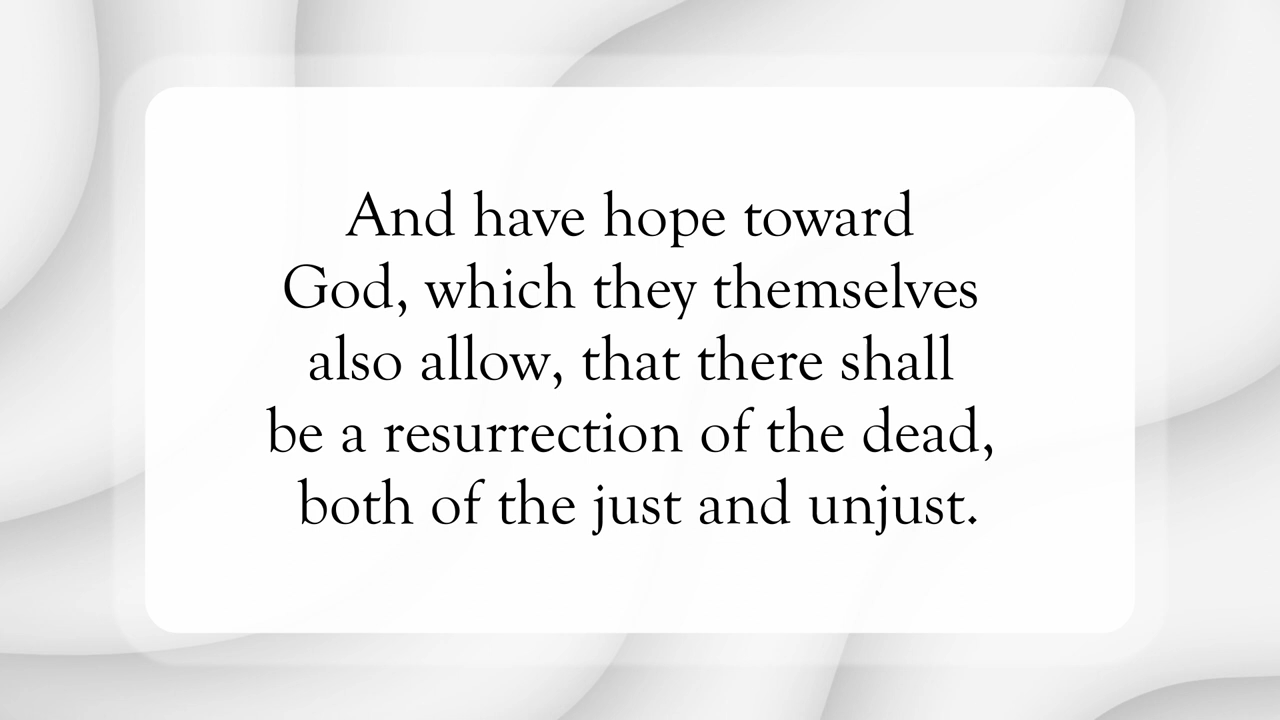 And have hope toward
God, which they themselves
also allow, that there shall
be a resurrection of the dead,
both of the just and unjust.